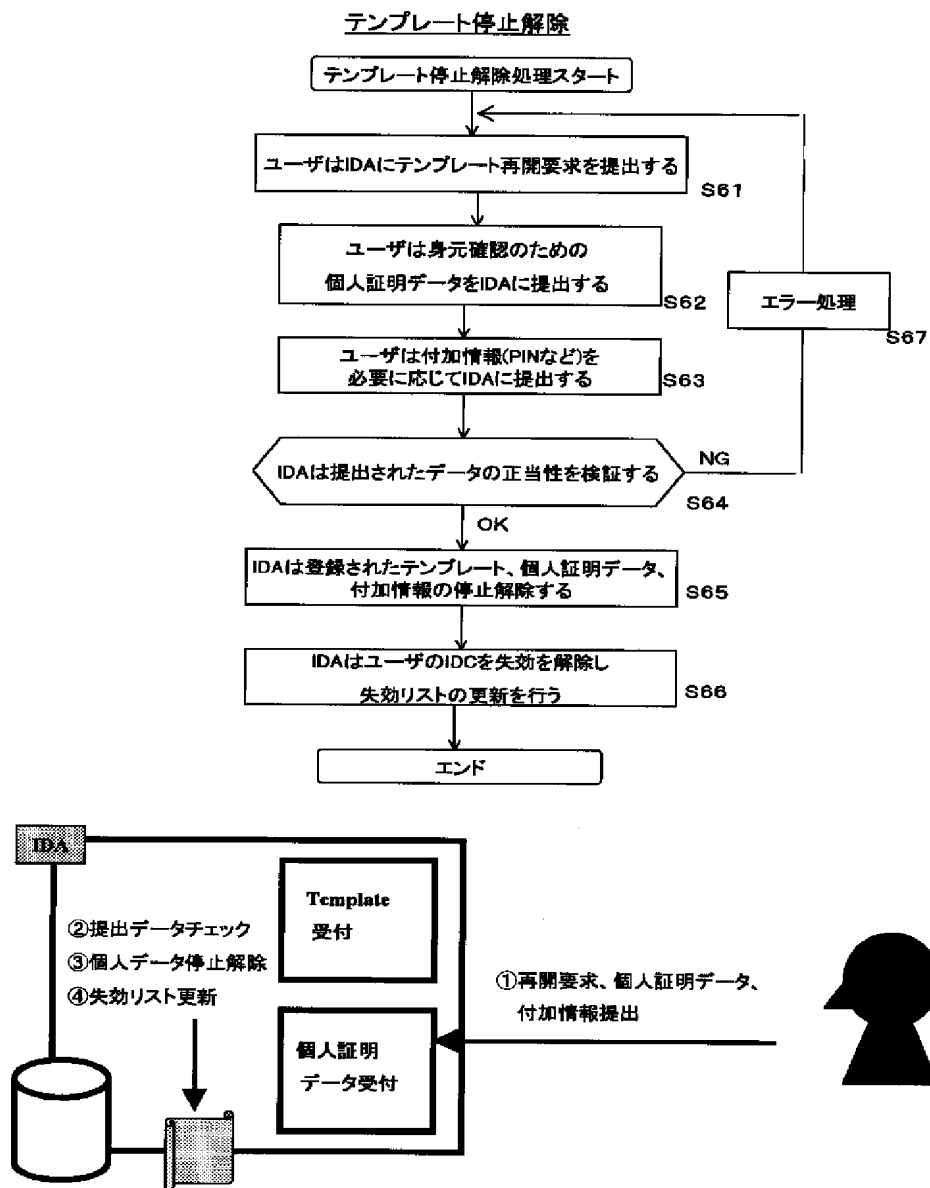 テンプレート停止解除
テンプレート停止解除処理スタート
ユーザはIDAにテンプレート再開要求を提出する
S61
ユーザは身元確認のための
個人証明データをIDAに提出する
S62
エラー処理
S67
ユーザは付加情報(PINなど)を
必要に応じてIDAに提出する
S63
IDAは提出されたデータの正当性を検証する
NG
S64
OK
IDAは登録されたテンプレート、個人証明データ、
付加情報の停止解除する
S65
IDAはユーザのIDCを失効を解除し
失効リストの更新を行う
S66
エンド
IDA
Template
受付
②提出データチェック
③個人データ停止解除
④失効リスト更新
①再開要求、個人証明データ、
付加情報提出
個人証明
データ受付